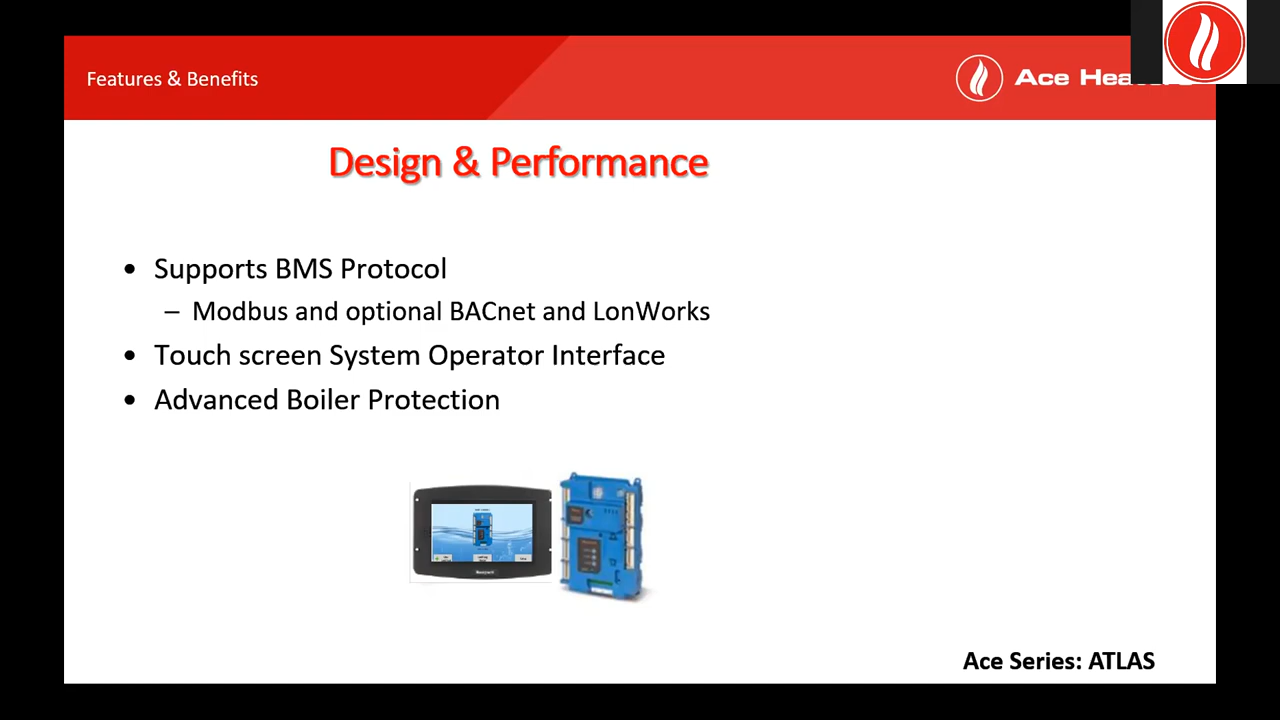 Features & Benefits
Ace
Design & Performance
• Supports BMS Protocol
– Modbus and optional BACnet and LonWorks
• Touch screen System Operator Interface
• Advanced Boiler Protection
Honeywell
Ace Series: ATLAS